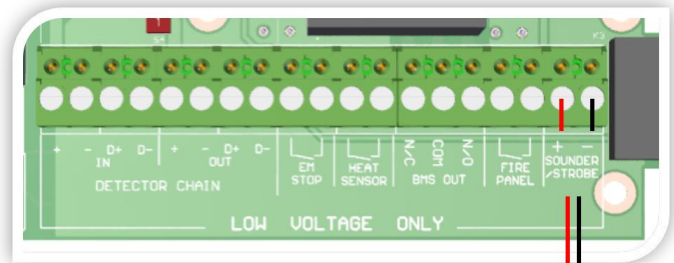 + - D+ D- + - D+ D- N/C COM N/O + -
IN OUT EM STOP HEAT SENSOR BMS OUT FIRE PANEL SOUNDER /STROBE
DETECTOR CHAIN
LOW VOLTAGE ONLY